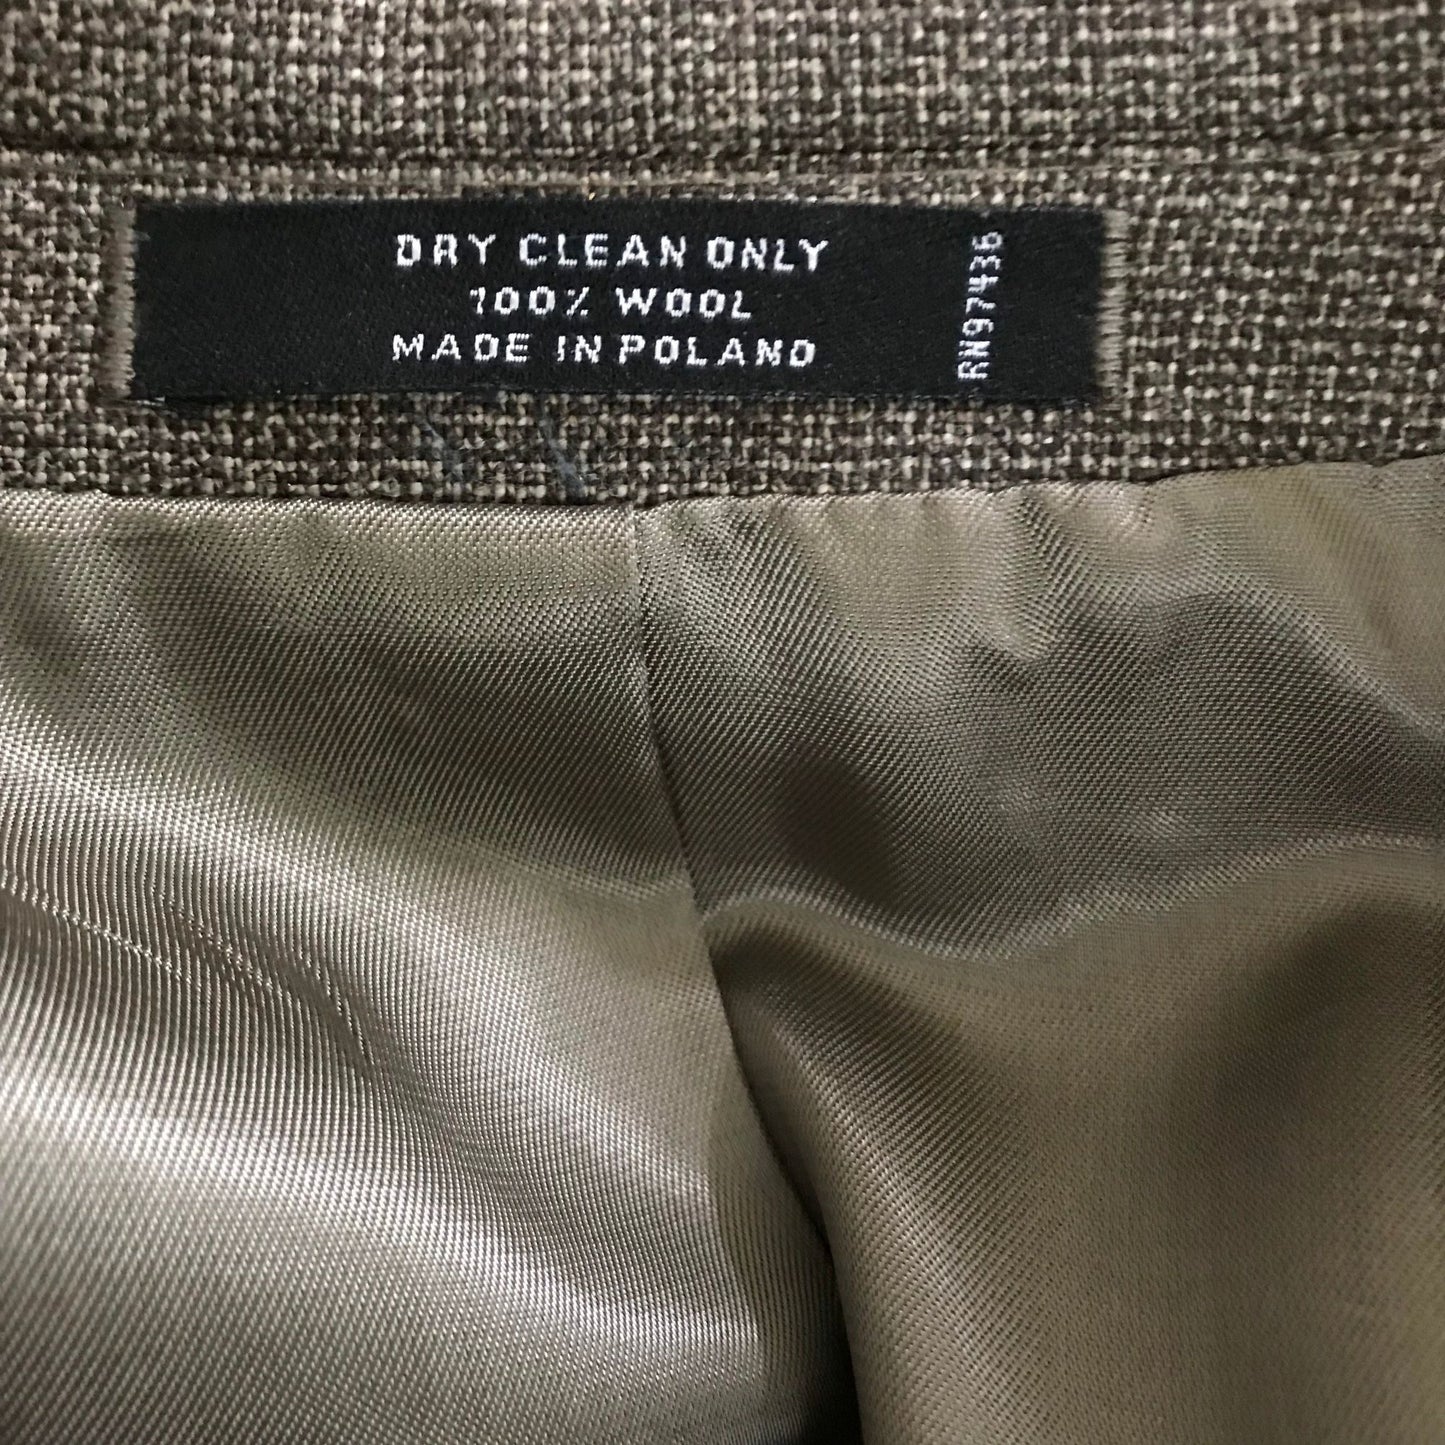 DRY CLEAN ONLY
100% WOOL
MADE IN POLAND
RN97436